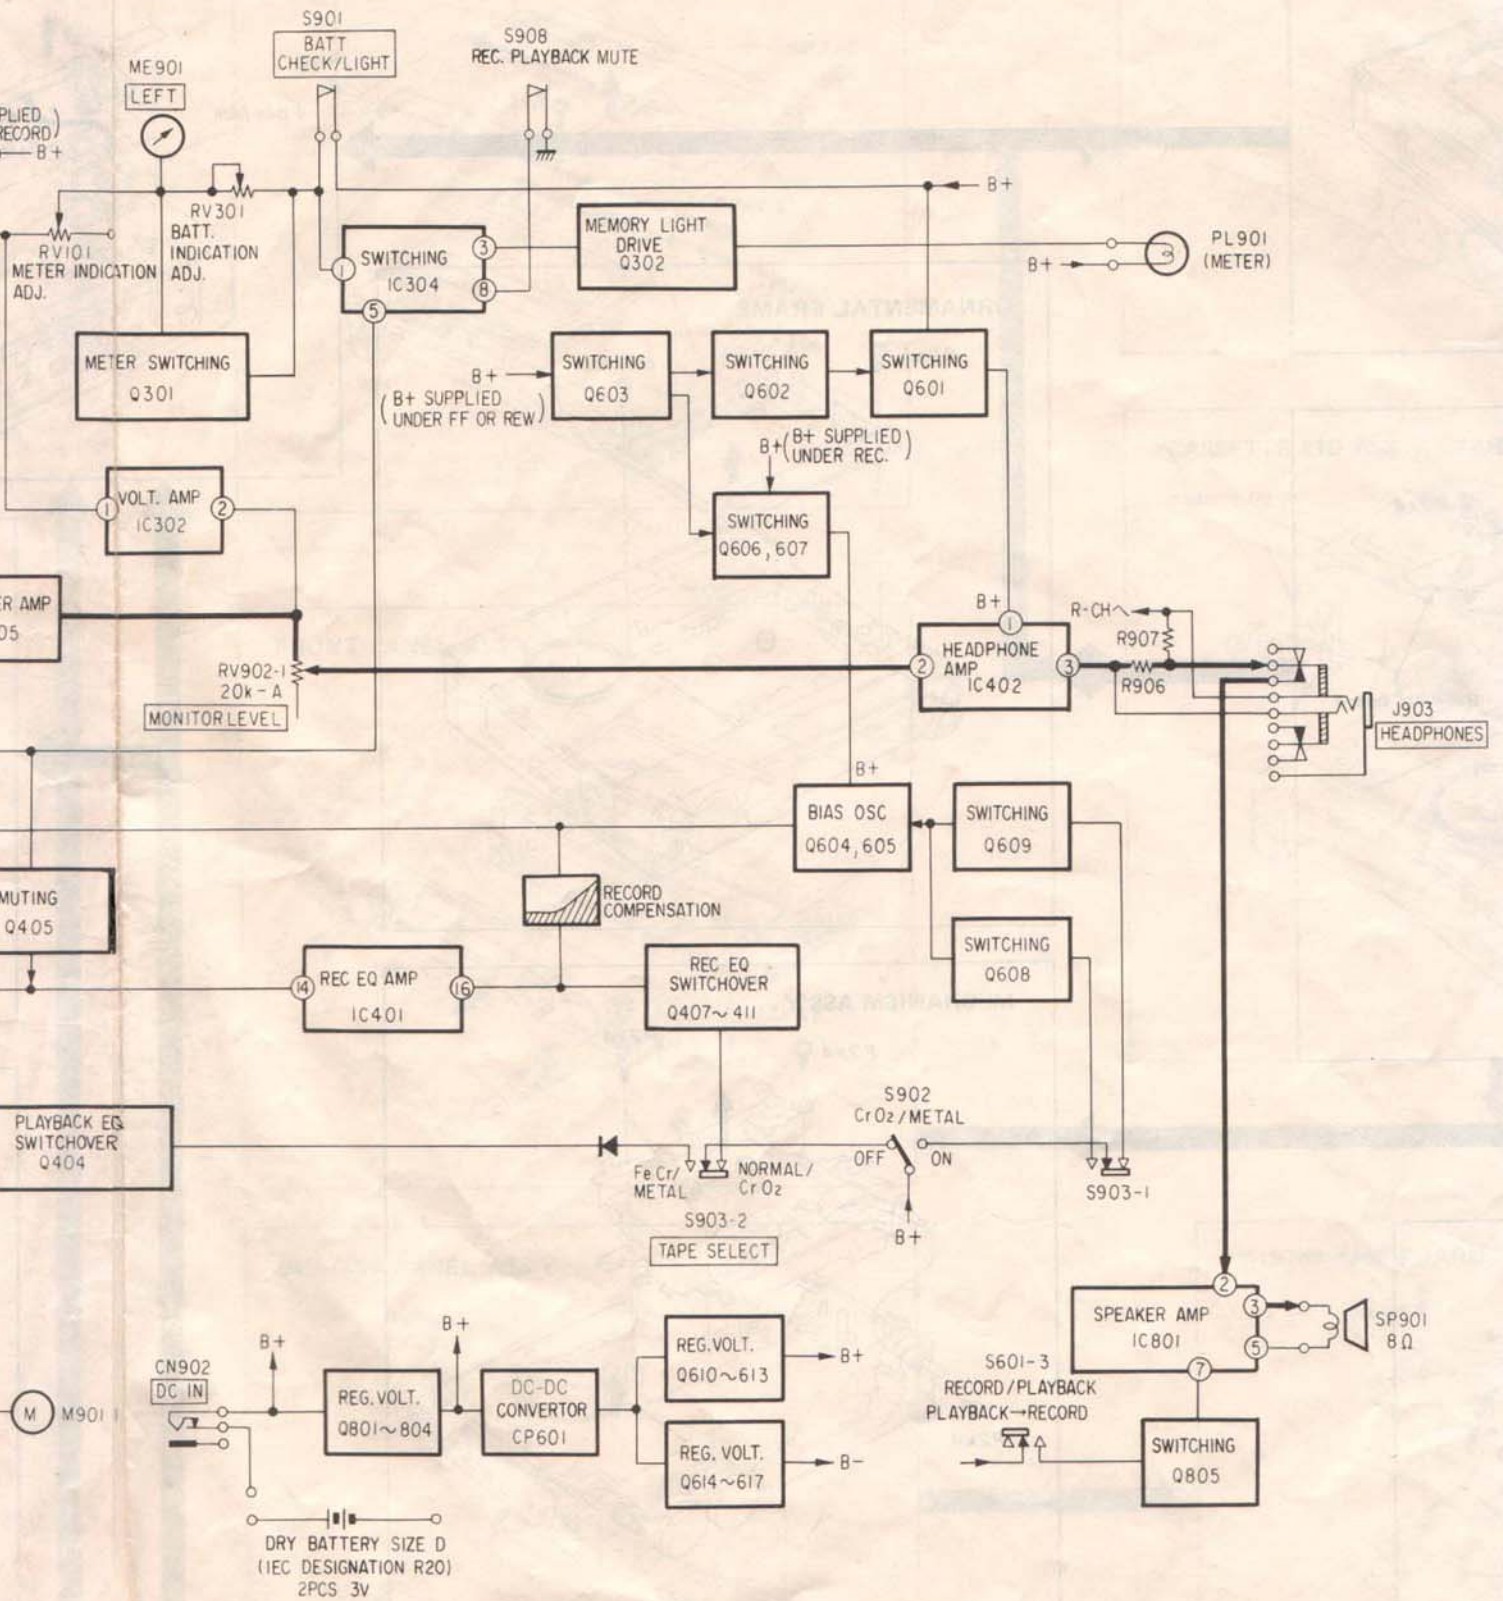 S901
BATT
CHECK/LIGHT
S908
REC. PLAYBACK MUTE
ME901
LEFT
PLIED
RECORD)
B+
RV301
BATT.
INDICATION
ADJ.
RV101
METER INDICATION
ADJ.
SWITCHING
IC304
1
3
8
5
MEMORY LIGHT
DRIVE
Q302
B+
B+
PL901
(METER)
METER SWITCHING
Q301
B+
(B+ SUPPLIED
UNDER FF OR REW)
SWITCHING
Q603
SWITCHING
Q602
SWITCHING
Q601
B+(B+ SUPPLIED
UNDER REC.)
ORNAMENTAL FRAME
VOLT. AMP
IC302
1
2
SWITCHING
Q606, 607
ER AMP
05
RV902-1
20k-A
MONITOR LEVEL
B+
1
HEADPHONE
AMP
IC402
2
3
R-CH
R907
R906
J903
HEADPHONES
B+
BIAS OSC
Q604, 605
SWITCHING
Q609
MUTING
Q405
RECORD
COMPENSATION
SWITCHING
Q608
14
REC EQ AMP
IC401
16
REC EQ
SWITCHOVER
Q407~411
MECHANISM ASSY
PLAYBACK EQ
SWITCHOVER
Q404
FeCr/
METAL
NORMAL/
CrO2
S903-2
TAPE SELECT
S902
CrO2/METAL
OFF
ON
B+
S903-1
2
SPEAKER AMP
IC801
3
5
7
SP901
8Ω
M
M901
CN902
DC IN
B+
REG. VOLT.
Q801~804
B+
DC-DC
CONVERTOR
CP601
REG. VOLT.
Q610~613
B+
REG. VOLT.
Q614~617
B-
S601-3
RECORD/PLAYBACK
PLAYBACK→RECORD
SWITCHING
Q805
DRY BATTERY SIZE D
(IEC DESIGNATION R20)
2PCS 3V